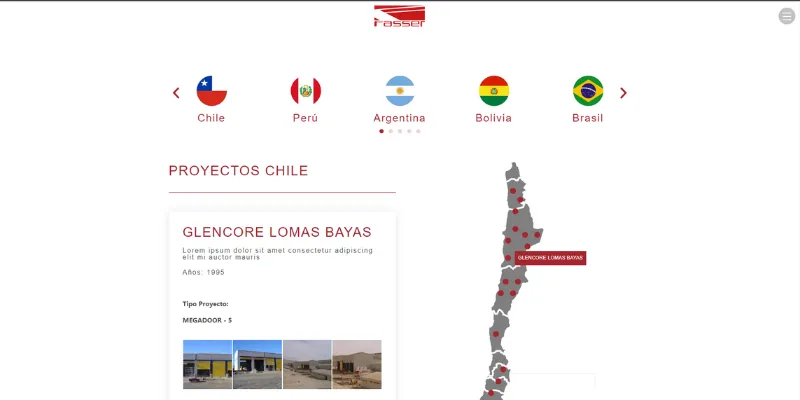 Fasser
Chile
Perú
Argentina
Bolivia
Brasil
PROYECTOS CHILE
GLENCORE LOMAS BAYAS
Lorem ipsum dolor sit amet consectetur adipiscing
elit mi auctor mauris
Años: 1995
Tipo Proyecto:
MEGADOOR - 5
GLENCORE LOMAS BAYAS